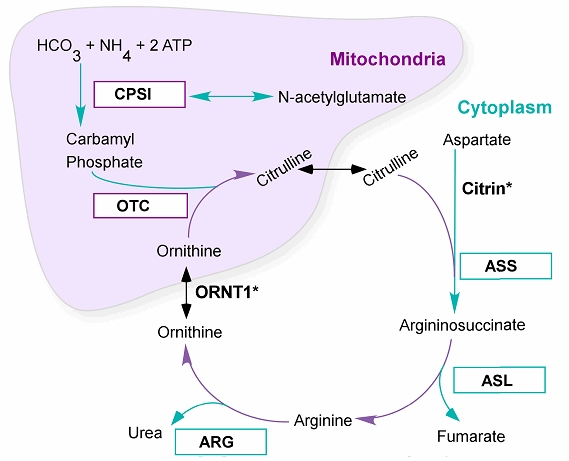 HCO3 + NH4 + 2 ATP
Mitochondria
CPSI
N-acetylglutamate
Cytoplasm
Carbamyl
Phosphate
Aspartate
Citrulline
Citrulline
Citrin*
OTC
Ornithine
ASS
ORNT1*
Ornithine
Argininosuccinate
ASL
Arginine
Urea
ARG
Fumarate